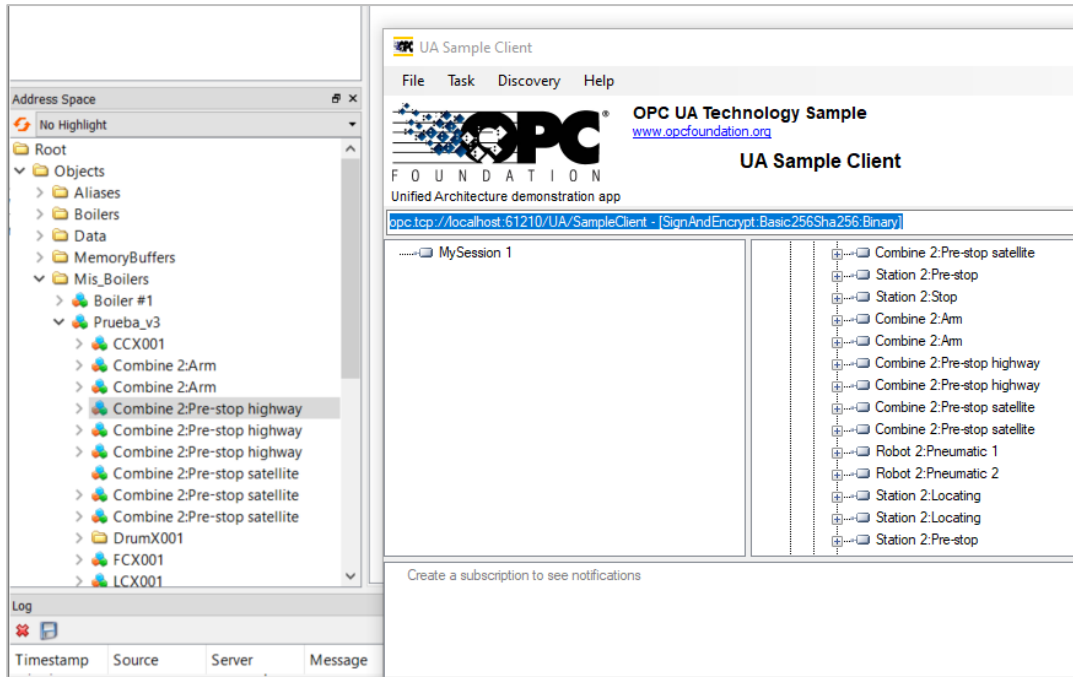 Address Space
No Highlight
Root
Objects
Aliases
Boilers
Data
MemoryBuffers
Mis_Boilers
Boiler #1
Prueba_v3
CCX001
Combine 2:Arm
Combine 2:Arm
Combine 2:Pre-stop highway
Combine 2:Pre-stop highway
Combine 2:Pre-stop highway
Combine 2:Pre-stop satellite
Combine 2:Pre-stop satellite
Combine 2:Pre-stop satellite
DrumX001
FCX001
LCX001
Log
Timestamp Source Server Message
UA Sample Client
File Task Discovery Help
OPC
FOUNDATION
Unified Architecture demonstration app
OPC UA Technology Sample
www.opcfoundation.org
UA Sample Client
opc.tcp://localhost:61210/UA/SampleClient - [SignAndEncrypt:Basic256Sha256:Binary]
MySession 1
Combine 2:Pre-stop satellite
Station 2:Pre-stop
Station 2:Stop
Combine 2:Arm
Combine 2:Arm
Combine 2:Pre-stop highway
Combine 2:Pre-stop highway
Combine 2:Pre-stop satellite
Combine 2:Pre-stop satellite
Robot 2:Pneumatic 1
Robot 2:Pneumatic 2
Station 2:Locating
Station 2:Locating
Station 2:Pre-stop
Create a subscription to see notifications